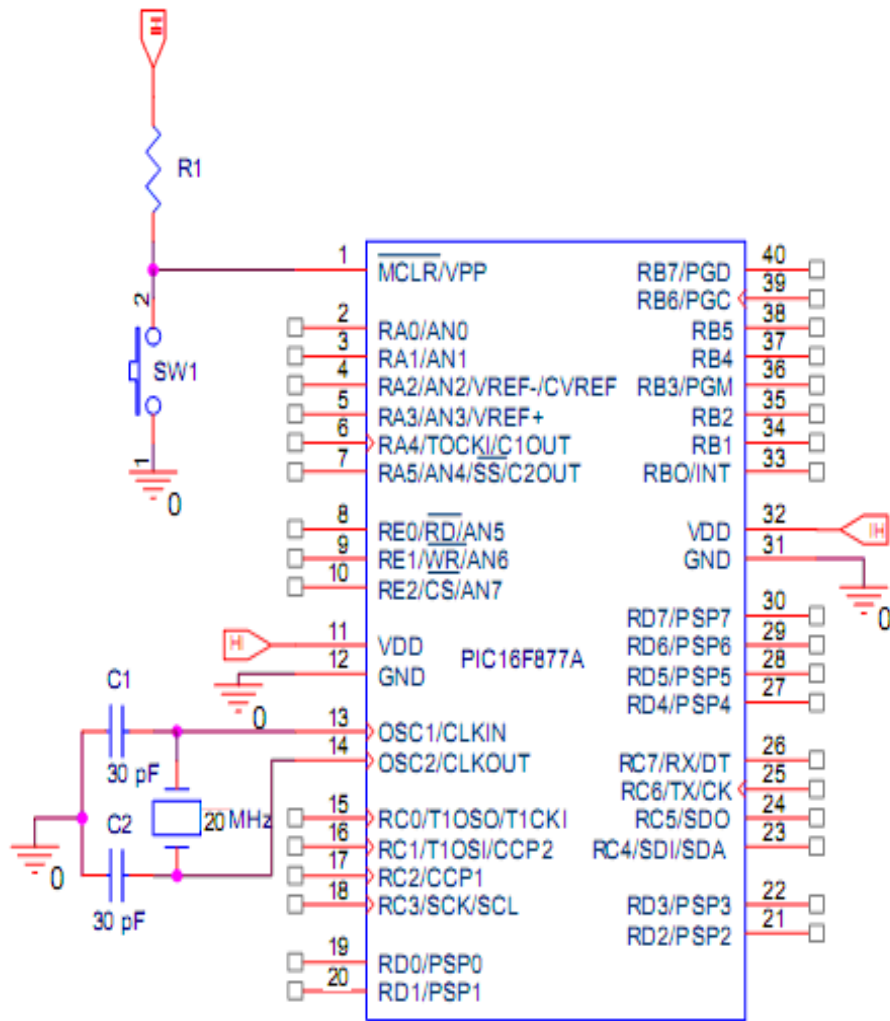 HI
R1
2
SW1
1
0
1 MCLR/VPP
2 RA0/AN0
3 RA1/AN1
4 RA2/AN2/VREF-/CVREF
5 RA3/AN3/VREF+
6 RA4/TOCKI/C1OUT
7 RA5/AN4/SS/C2OUT
8 RE0/RD/AN5
9 RE1/WR/AN6
10 RE2/CS/AN7
HI
11 VDD
12 GND
0
C1
30 pF
13 OSC1/CLKIN
14 OSC2/CLKOUT
20 MHz
C2
30 pF
0
15 RC0/T1OSO/T1CKI
16 RC1/T1OSI/CCP2
17 RC2/CCP1
18 RC3/SCK/SCL
19 RD0/PSP0
20 RD1/PSP1
PIC16F877A
RB7/PGD 40
RB6/PGC 39
RB5 38
RB4 37
RB3/PGM 36
RB2 35
RB1 34
RBO/INT 33
VDD 32
HI
GND 31
0
RD7/PSP7 30
RD6/PSP6 29
RD5/PSP5 28
RD4/PSP4 27
RC7/RX/DT 26
RC6/TX/CK 25
RC5/SDO 24
RC4/SDI/SDA 23
RD3/PSP3 22
RD2/PSP2 21